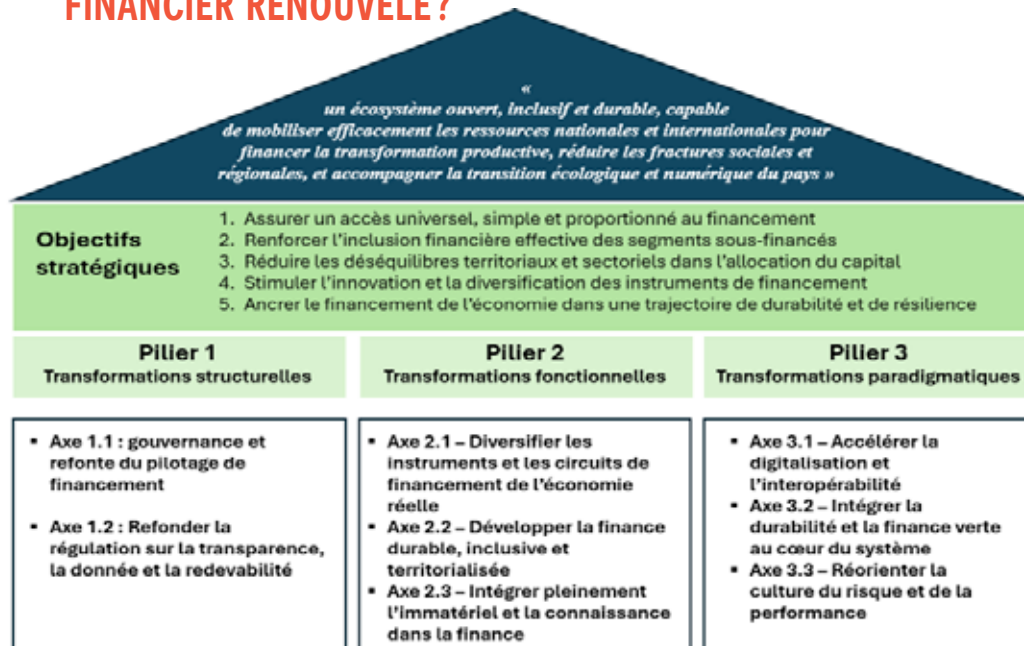 FINANCIER RENOUVELÉ ?
«
un écosystème ouvert, inclusif et durable, capable
de mobiliser efficacement les ressources nationales et internationales pour
financer la transformation productive, réduire les fractures sociales et
régionales, et accompagner la transition écologique et numérique du pays »
Objectifs
stratégiques
1. Assurer un accès universel, simple et proportionné au financement
2. Renforcer l'inclusion financière effective des segments sous-financés
3. Réduire les déséquilibres territoriaux et sectoriels dans l'allocation du capital
4. Stimuler l'innovation et la diversification des instruments de financement
5. Ancrer le financement de l'économie dans une trajectoire de durabilité et de résilience
Pilier 1
Transformations structurelles
▪ Axe 1.1 : gouvernance et
refonte du pilotage de
financement
▪ Axe 1.2 : Refonder la
régulation sur la transparence,
la donnée et la redevabilité
Pilier 2
Transformations fonctionnelles
▪ Axe 2.1 – Diversifier les
instruments et les circuits de
financement de l'économie
réelle
▪ Axe 2.2 – Développer la finance
durable, inclusive et
territorialisée
▪ Axe 2.3 – Intégrer pleinement
l'immatériel et la connaissance
dans la finance
Pilier 3
Transformations paradigmatiques
▪ Axe 3.1 – Accélérer la
digitalisation et
l'interopérabilité
▪ Axe 3.2 – Intégrer la
durabilité et la finance verte
au cœur du système
▪ Axe 3.3 – Réorienter la
culture du risque et de la
performance